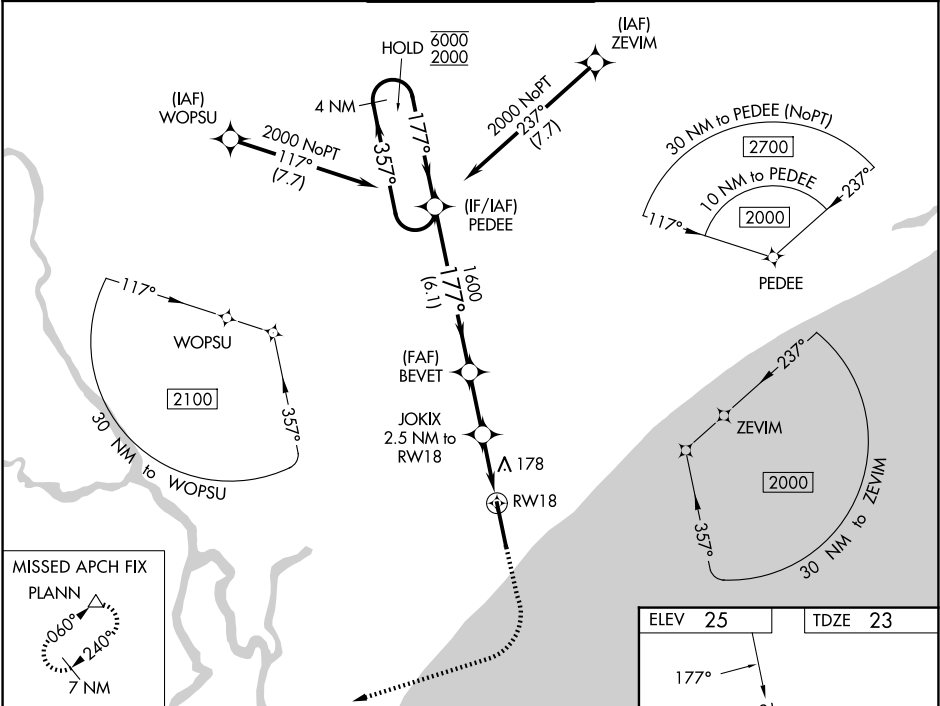 (IAF)
ZEVIM
HOLD 6000
2000
4 NM
(IAF)
WOPSU
2000 NoPT
117°
(7.7)
2000 NoPT
237°
(7.7)
177°
357°
(IF/IAF)
PEDEE
30 NM to PEDEE (NoPT)
2700
10 NM to PEDEE
2000
117°
237°
PEDEE
1600
177°
(6.1)
117°
WOPSU
2100
357°
30 NM to WOPSU
(FAF)
BEVET
JOKIX
2.5 NM to
RW18
178
RW18
237°
ZEVIM
2000
357°
30 NM to ZEVIM
MISSED APCH FIX
PLANN
060°
240°
7 NM
ELEV 25
TDZE 23
177°